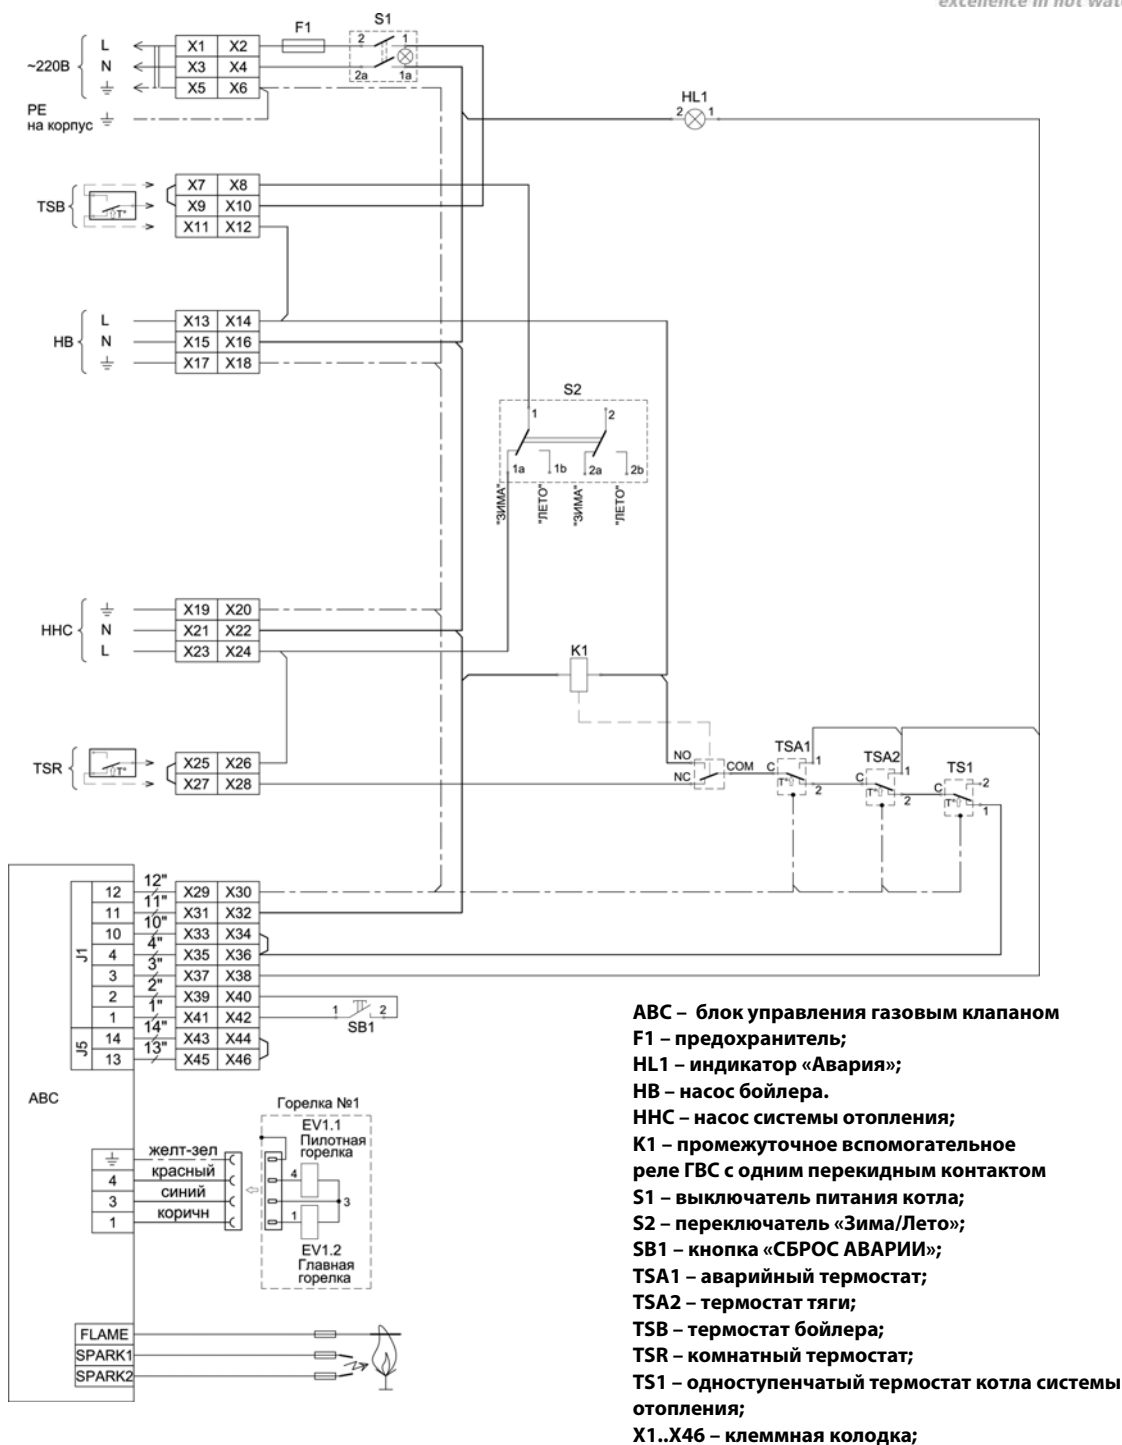 excellence in hot wate
F1
S1
L
X1 X2
2 1
~220В
N
X3 X4
2a 1a
X5 X6
PE
на корпус
HL1
2 1
TSB
T°
X7 X8
X9 X10
X11 X12
HB
L
X13 X14
N
X15 X16
X17 X18
S2
1 2
1a 1b 2a 2b
"ЗИМА" "ЛЕТО" "ЗИМА" "ЛЕТО"
HHC
X19 X20
N
X21 X22
L
X23 X24
K1
TSR
T°
X25 X26
X27 X28
NO
NC
COM
TSA1
C
1
2
T°
TSA2
C
1
2
T°
TS1
C
2
1
T°
J1
12 12" X29 X30
11 11" X31 X32
10 10" X33 X34
4 4" X35 X36
3 3" X37 X38
2 2" X39 X40
1 1" X41 X42
1 2
SB1
J5
14 14" X43 X44
13 13" X45 X46
ABC
желт-зел
4 красный
3 синий
1 коричн
Горелка №1
EV1.1
Пилотная
горелка
4
3
1
EV1.2
Главная
горелка
FLAME
SPARK1
SPARK2
АВС – блок управления газовым клапаном
F1 – предохранитель;
HL1 – индикатор «Авария»;
НВ – насос бойлера.
ННС – насос системы отопления;
К1 – промежуточное вспомогательное
реле ГВС с одним перекидным контактом
S1 – выключатель питания котла;
S2 – переключатель «Зима/Лето»;
SB1 – кнопка «СБРОС АВАРИИ»;
TSA1 – аварийный термостат;
TSA2 – термостат тяги;
TSB – термостат бойлера;
TSR – комнатный термостат;
TS1 – одноступенчатый термостат котла системы
отопления;
X1..X46 – клеммная колодка;